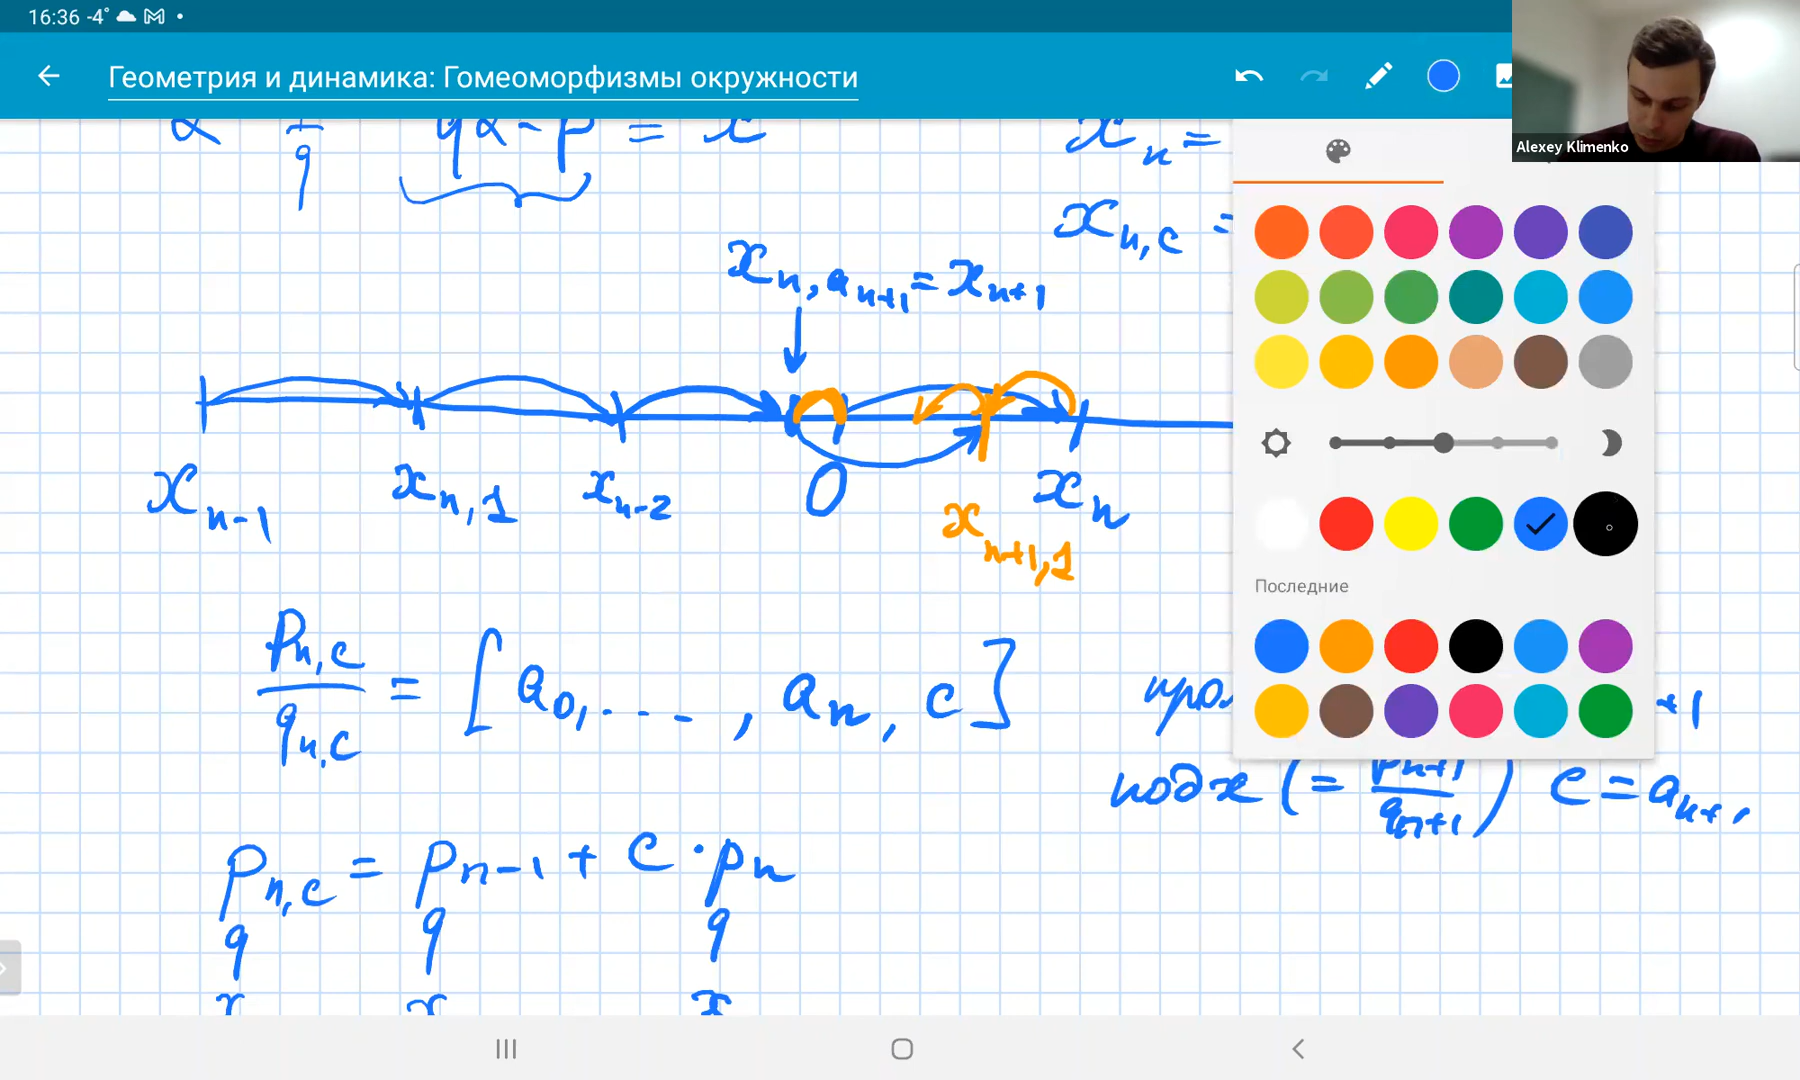 16:36 -4°
Геометрия и динамика: Гомеоморфизмы окружности
Alexey Klimenko
α p/q qα-p = x
x_n =
x_{n,c} =
x_{n, a_{n+1}} = x_{n+1}
x_{n-1} x_{n,1} x_{n-2} 0 x_n
x_{n+1,1}
Последние
p_{n,c}/q_{n,c} = [a_0, ..., a_n, c]
+1
подх (= p_{n+1}/q_{n+1}) c = a_{n+1}
p_{n,c} = p_{n-1} + c · p_n
q q q
x x x